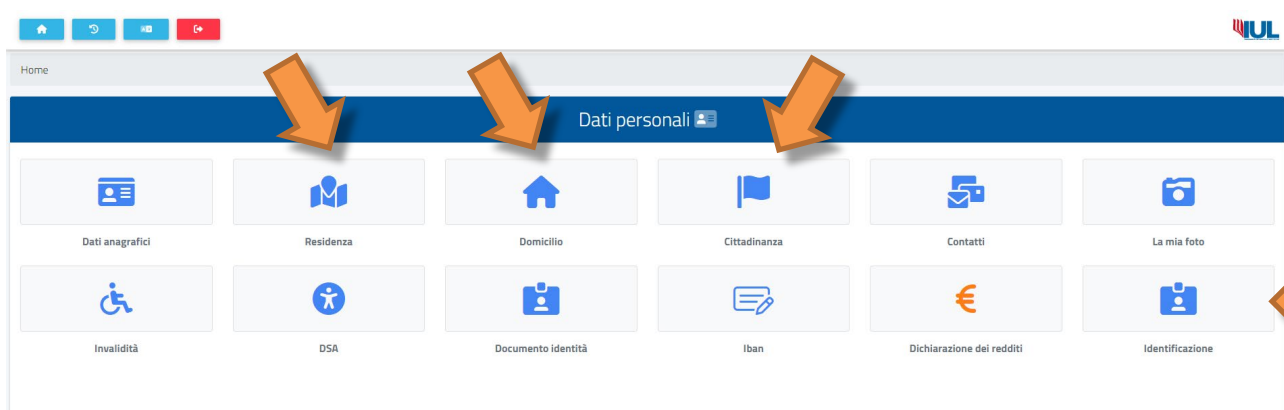 IUL
Home
Dati personali
Dati anagrafici
Residenza
Domicilio
Cittadinanza
Contatti
La mia foto
Invalidità
DSA
Documento identità
Iban
Dichiarazione dei redditi
Identificazione